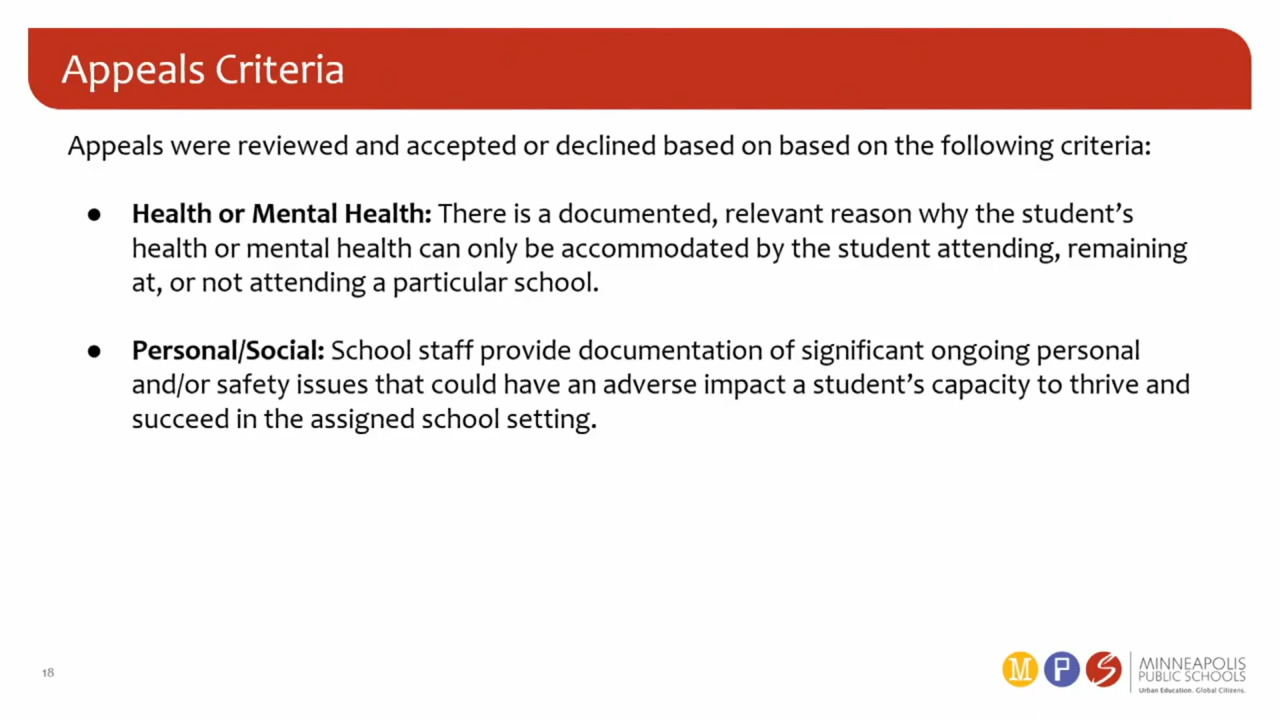 Appeals Criteria
Appeals were reviewed and accepted or declined based on based on the following criteria:
● Health or Mental Health: There is a documented, relevant reason why the student’s
health or mental health can only be accommodated by the student attending, remaining
at, or not attending a particular school.
● Personal/Social: School staff provide documentation of significant ongoing personal
and/or safety issues that could have an adverse impact a student’s capacity to thrive and
succeed in the assigned school setting.
18
M P S
MINNEAPOLIS
PUBLIC SCHOOLS
Urban Education. Global Citizens.